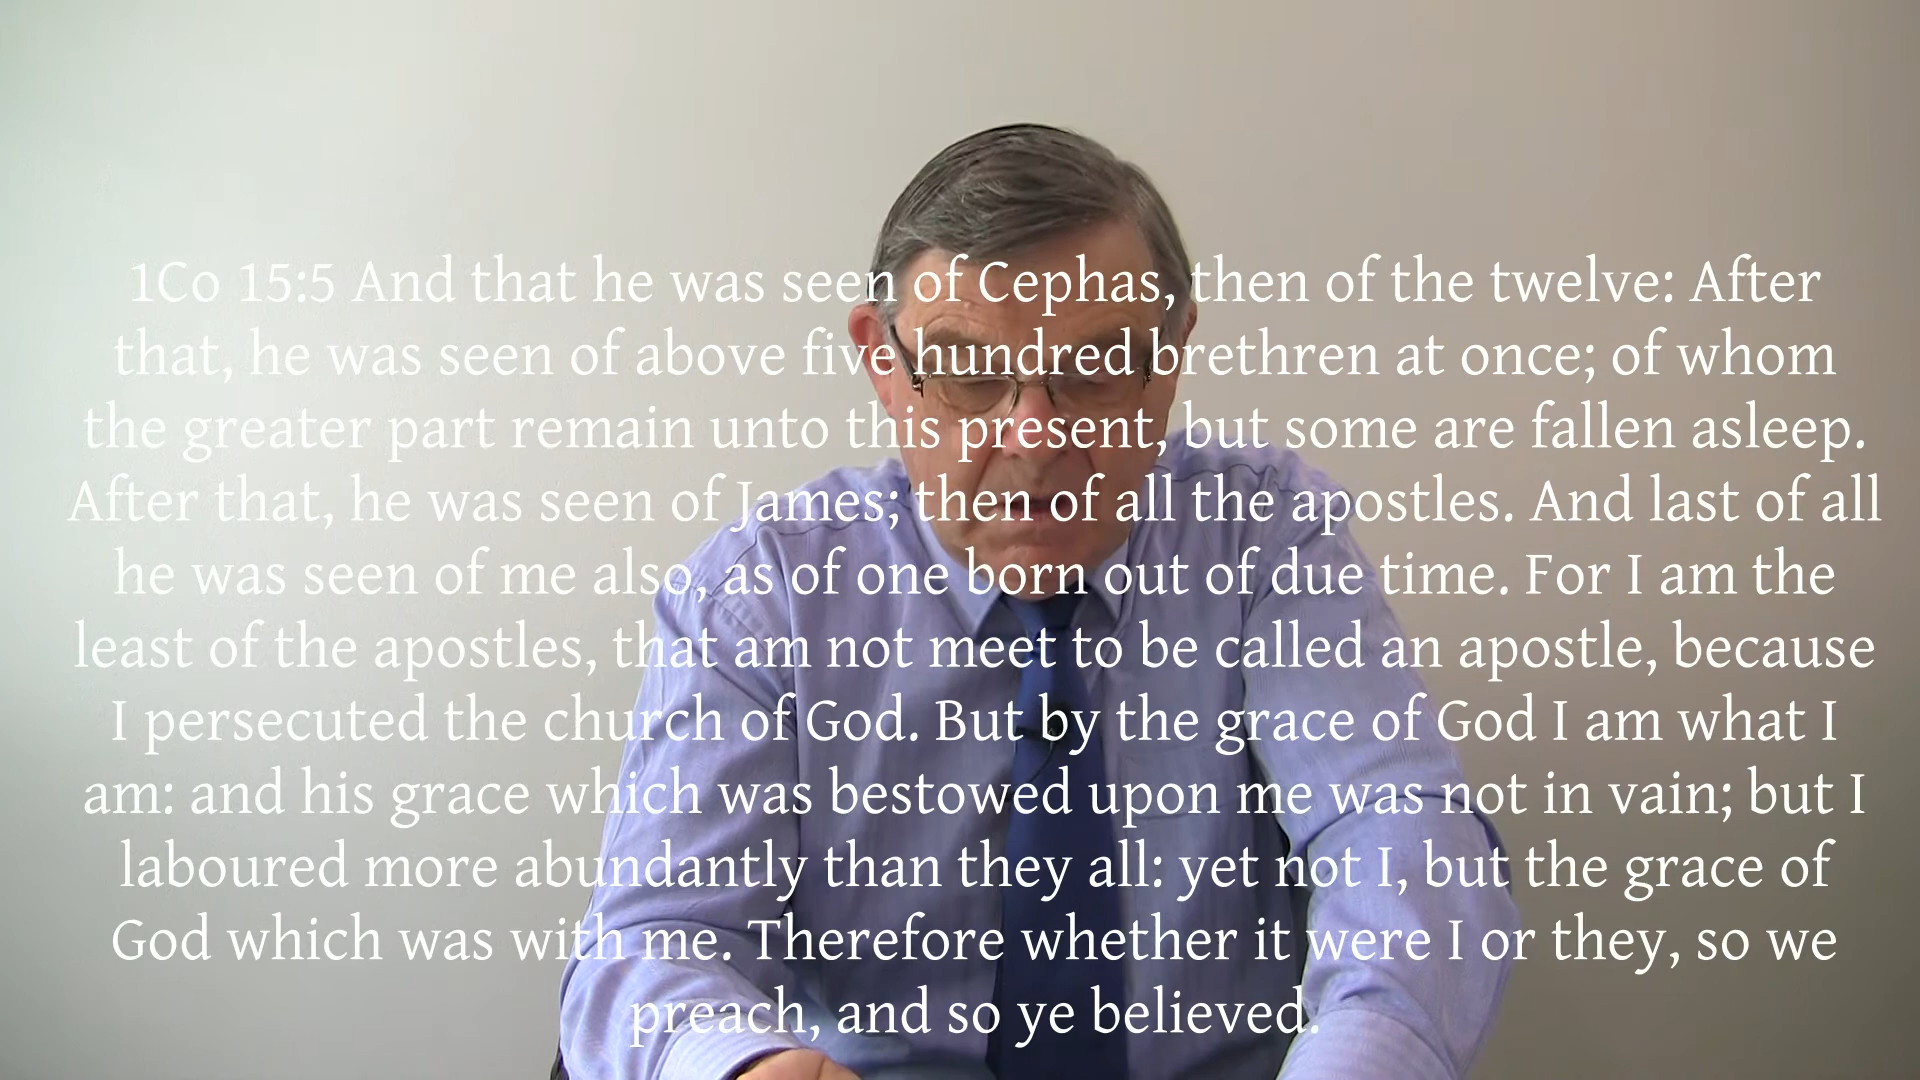 1Co 15:5 And that he was seen of Cephas, then of the twelve: After
that, he was seen of above five hundred brethren at once; of whom
the greater part remain unto this present, but some are fallen asleep.
After that, he was seen of James; then of all the apostles. And last of all
he was seen of me also, as of one born out of due time. For I am the
least of the apostles, that am not meet to be called an apostle, because
I persecuted the church of God. But by the grace of God I am what I
am: and his grace which was bestowed upon me was not in vain; but I
laboured more abundantly than they all: yet not I, but the grace of
God which was with me. Therefore whether it were I or they, so we
preach, and so ye believed.